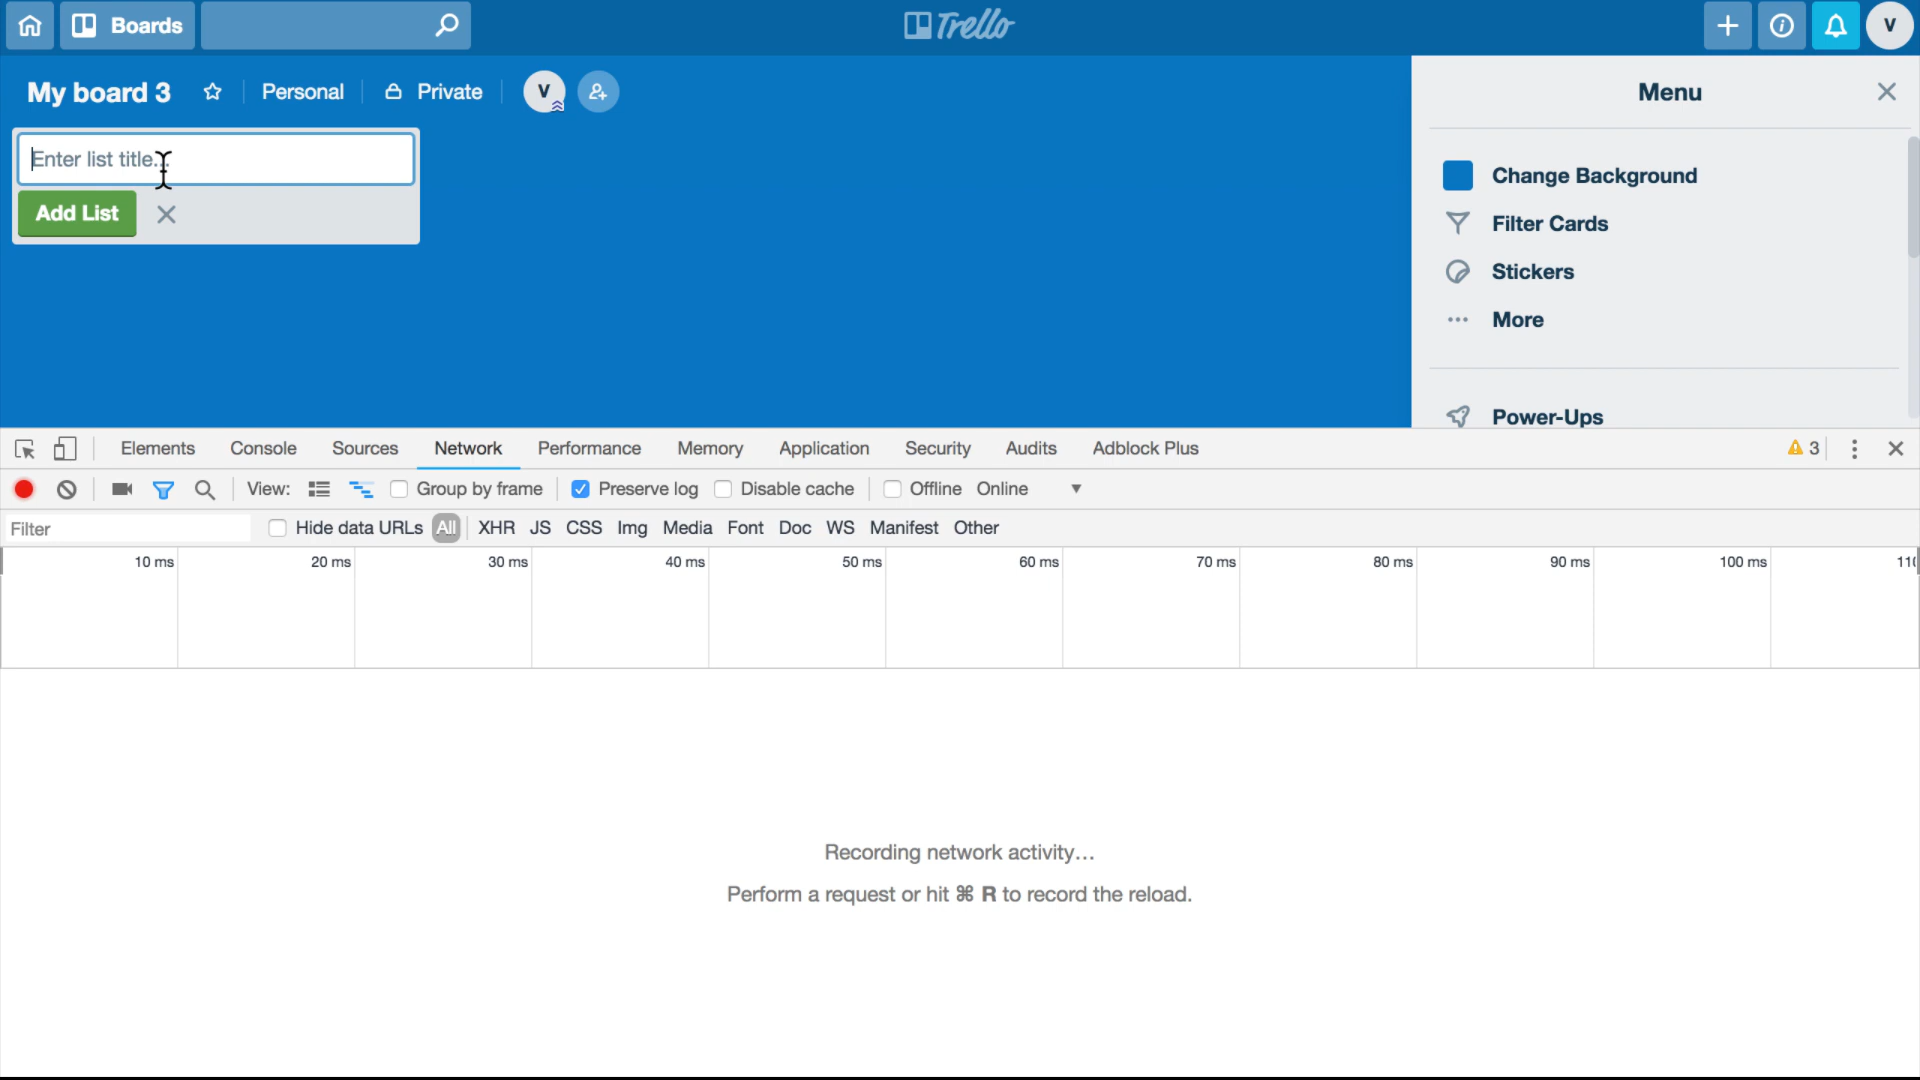 Boards
Trello
V
My board 3
Personal
Private
V
Menu
Enter list title...
Add List
Change Background
Filter Cards
Stickers
More
Power-Ups
Elements Console Sources Network Performance Memory Application Security Audits Adblock Plus 3
View: Group by frame Preserve log Disable cache Offline Online
Filter Hide data URLs All XHR JS CSS Img Media Font Doc WS Manifest Other
10 ms 20 ms 30 ms 40 ms 50 ms 60 ms 70 ms 80 ms 90 ms 100 ms
Recording network activity…
Perform a request or hit ⌘ R to record the reload.